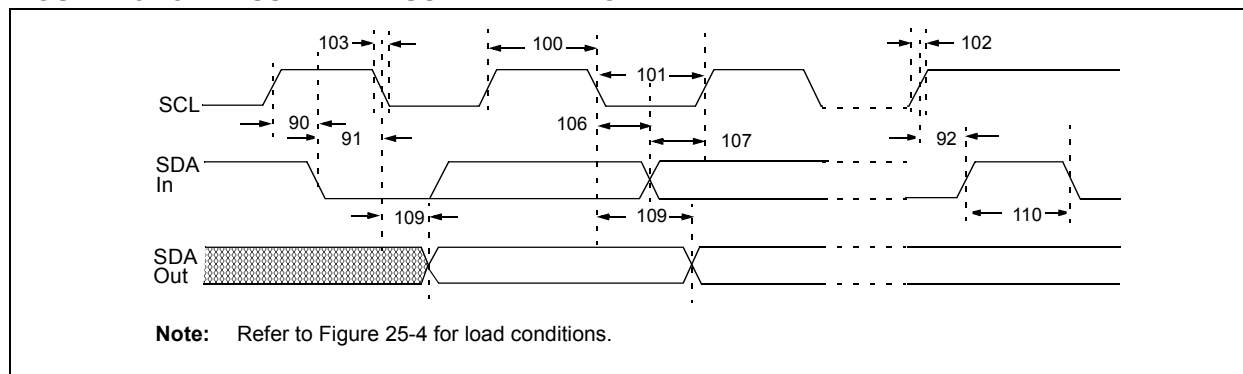 103
100
102
101
SCL
90
106
91
107
92
SDA
In
109
109
110
SDA
Out
Note: Refer to Figure 25-4 for load conditions.